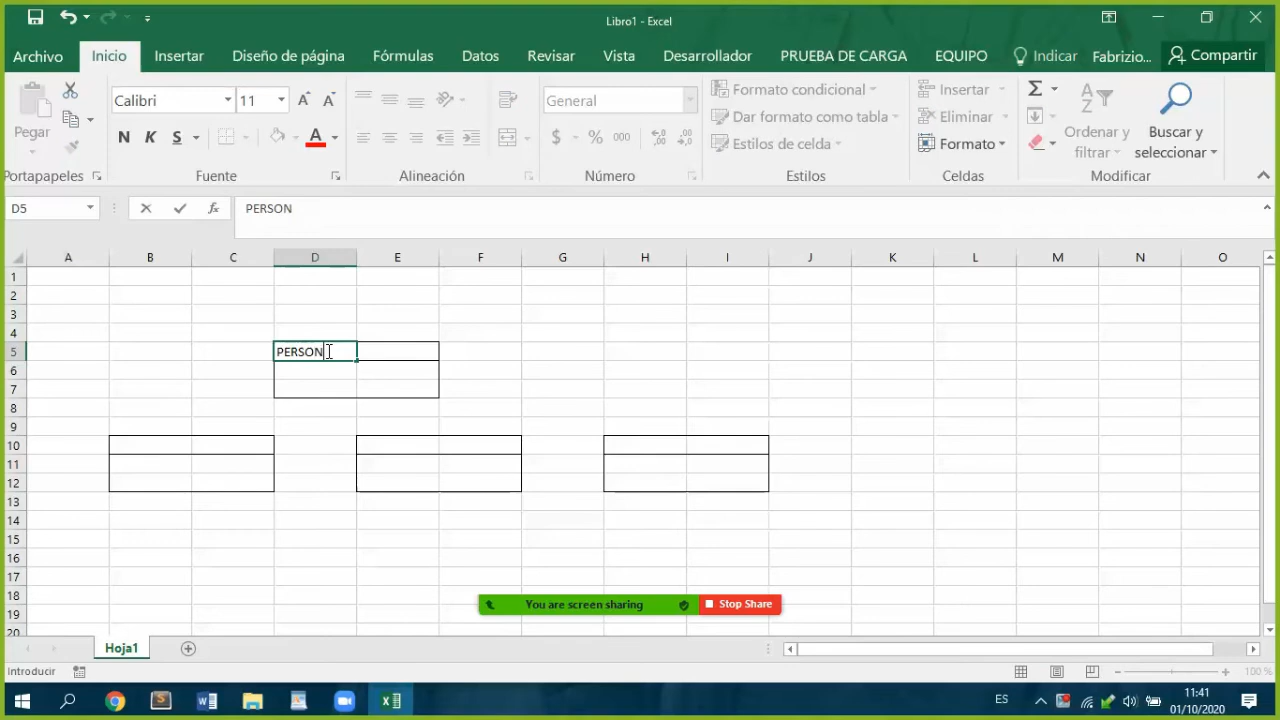 Libro1 - Excel
Archivo Inicio Insertar Diseño de página Fórmulas Datos Revisar Vista Desarrollador PRUEBA DE CARGA EQUIPO Indicar Fabrizio... Compartir
Pegar
Calibri 11 A A
N K S A
General
$ % 000
Formato condicional
Dar formato como tabla
Estilos de celda
Insertar
Eliminar
Formato
Σ
Ordenar y filtrar
Buscar y seleccionar
Portapapeles Fuente Alineación Número Estilos Celdas Modificar
D5 fx PERSON
A B C D E F G H I J K L M N O
1
2
3
4
5 PERSON
6
7
8
9
10
11
12
13
14
15
16
17
18
19
20
You are screen sharing Stop Share
Hoja1
Introducir 100 %
ES 11:41
01/10/2020